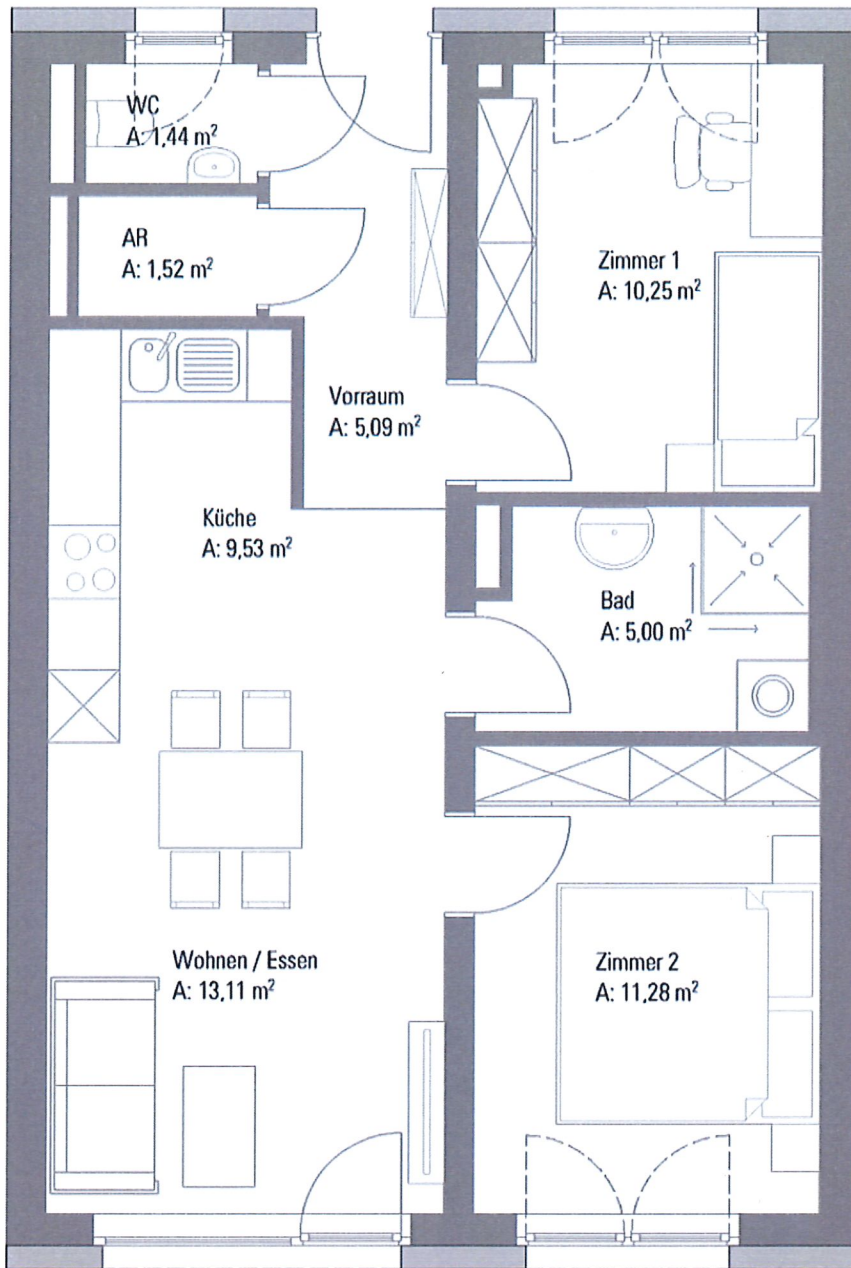 WC
A: 1,44 m²
AR
A: 1,52 m²
Zimmer 1
A: 10,25 m²
Vorraum
A: 5,09 m²
Küche
A: 9,53 m²
Bad
A: 5,00 m²
Wohnen / Essen
A: 13,11 m²
Zimmer 2
A: 11,28 m²